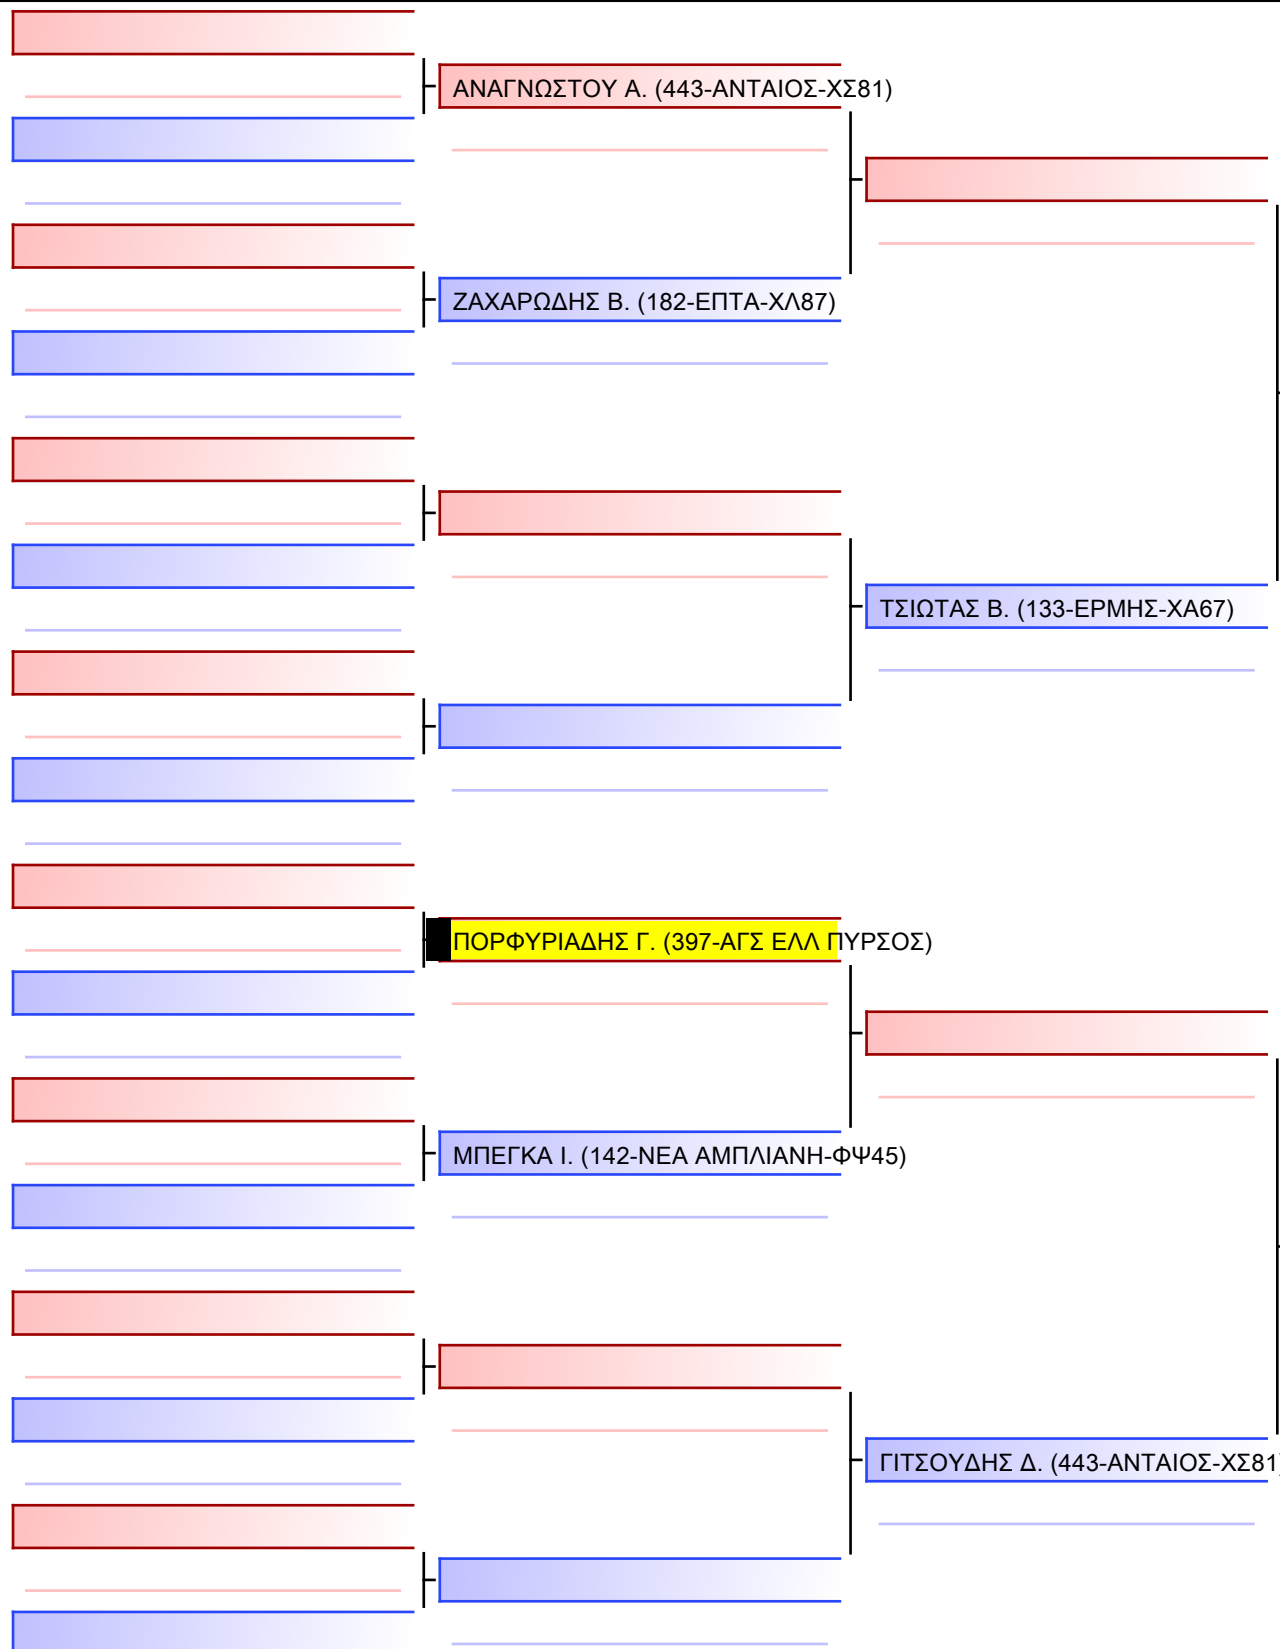 ΑΝΑΓΝΩΣΤΟΥ Α. (443-ΑΝΤΑΙΟΣ-ΧΣ81)
ΖΑΧΑΡΩΔΗΣ Β. (182-ΕΠΤΑ-ΧΛ87)
ΤΣΙΩΤΑΣ Β. (133-ΕΡΜΗΣ-ΧΑ67)
ΠΟΡΦΥΡΙΑΔΗΣ Γ. (397-ΑΓΣ ΕΛΛ ΠΥΡΣΟΣ)
ΜΠΕΓΚΑ Ι. (142-ΝΕΑ ΑΜΠΛΙΑΝΗ-ΦΨ45)
ΓΙΤΣΟΥΔΗΣ Δ. (443-ΑΝΤΑΙΟΣ-ΧΣ81)